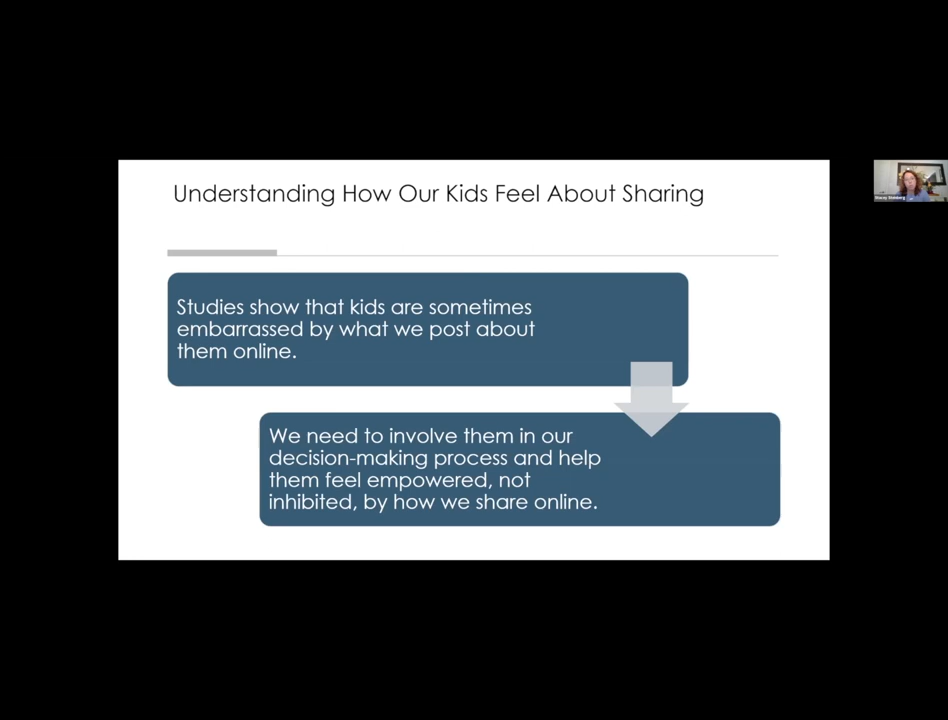 Understanding How Our Kids Feel About Sharing
Studies show that kids are sometimes
embarrassed by what we post about
them online.
We need to involve them in our
decision-making process and help
them feel empowered, not
inhibited, by how we share online.